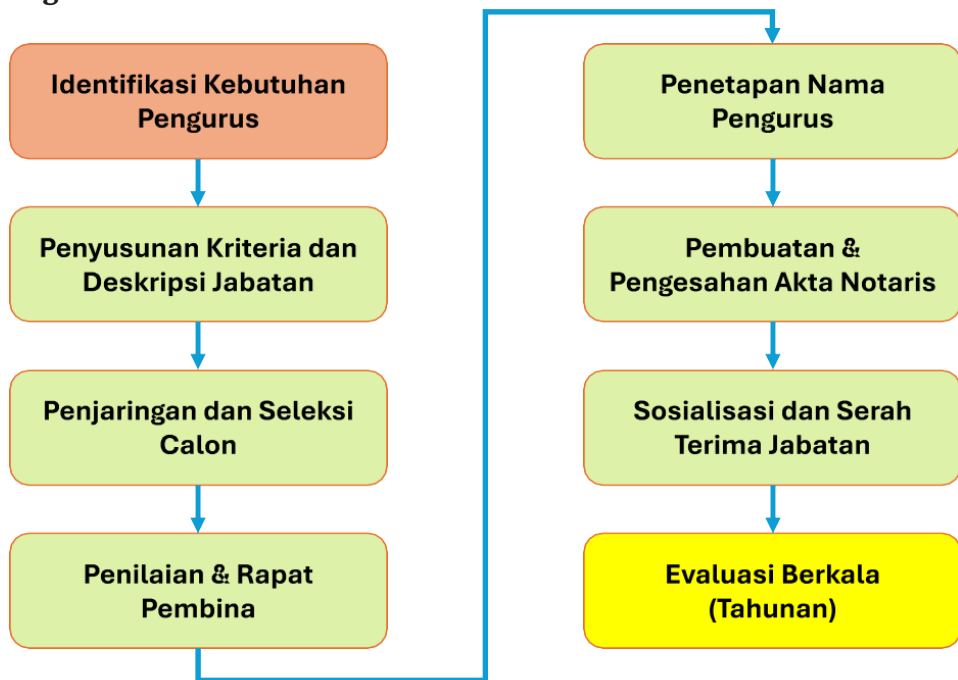 Identifikasi Kebutuhan
Pengurus
Penyusunan Kriteria dan
Deskripsi Jabatan
Penjaringan dan Seleksi
Calon
Penilaian & Rapat
Pembina
Penetapan Nama
Pengurus
Pembuatan &
Pengesahan Akta Notaris
Sosialisasi dan Serah
Terima Jabatan
Evaluasi Berkala
(Tahunan)